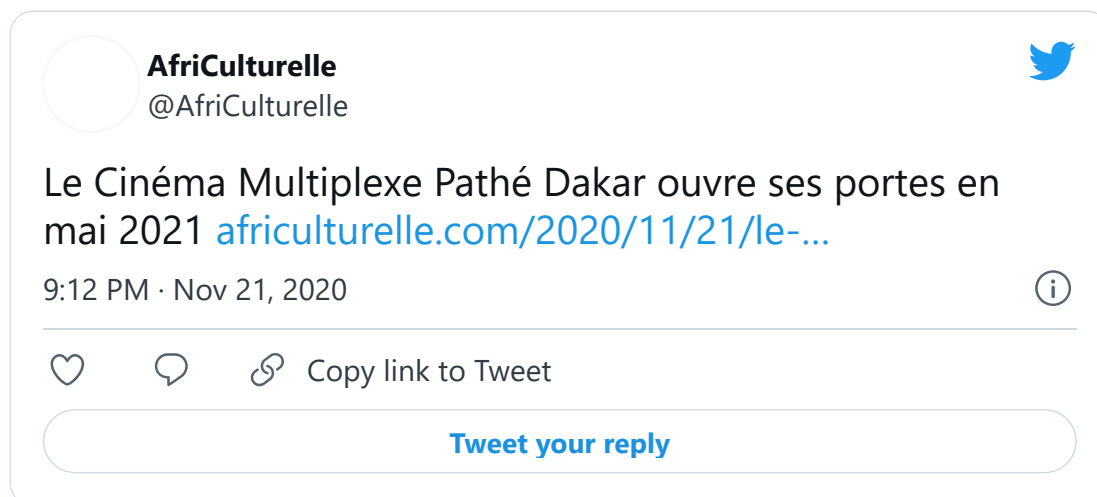 AfriCulturelle
@AfriCulturelle
Le Cinéma Multiplexe Pathé Dakar ouvre ses portes en
mai 2021 africulturelle.com/2020/11/21/le-...
9:12 PM · Nov 21, 2020
Copy link to Tweet
Tweet your reply